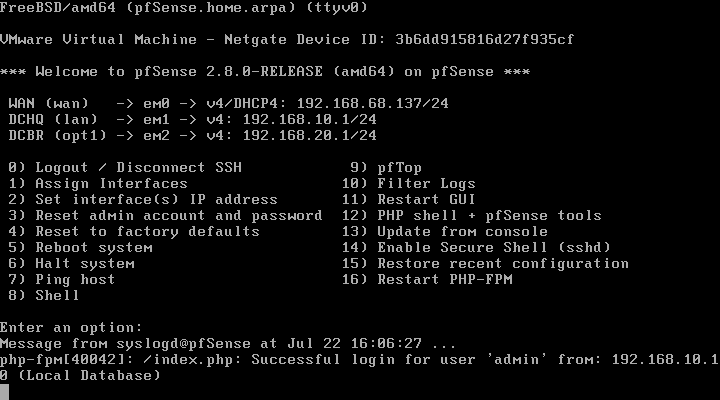 FreeBSD/amd64 (pfSense.home.arpa) (ttyv0)
VMware Virtual Machine - Netgate Device ID: 3b6dd915816d27f935cf
*** Welcome to pfSense 2.8.0-RELEASE (amd64) on pfSense ***
WAN (wan)    -> em0 -> v4/DHCP4: 192.168.68.137/24
DCHQ (lan)   -> em1 -> v4: 192.168.10.1/24
DCBR (opt1)  -> em2 -> v4: 192.168.20.1/24
0) Logout / Disconnect SSH            9) pfTop
1) Assign Interfaces                 10) Filter Logs
2) Set interface(s) IP address       11) Restart GUI
3) Reset admin account and password  12) PHP shell + pfSense tools
4) Reset to factory defaults         13) Update from console
5) Reboot system                     14) Enable Secure Shell (sshd)
6) Halt system                       15) Restore recent configuration
7) Ping host                         16) Restart PHP-FPM
8) Shell
Enter an option:
Message from syslogd@pfSense at Jul 22 16:06:27 ...
php-fpm[40042]: /index.php: Successful login for user 'admin' from: 192.168.10.1
0 (Local Database)